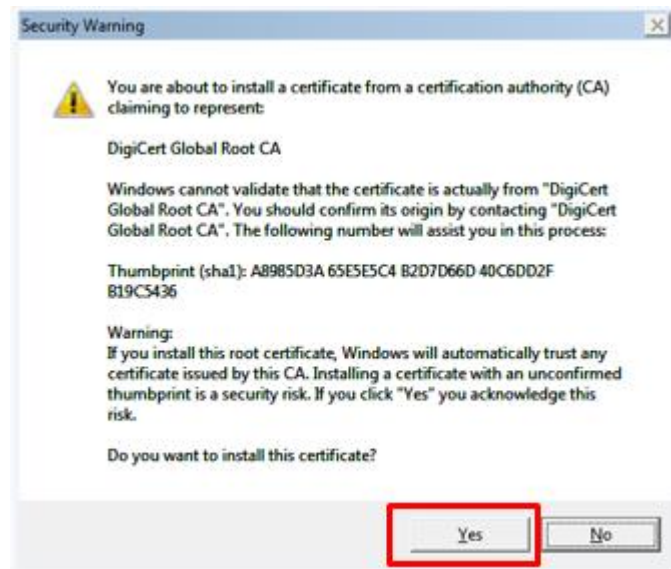 Security Warning
You are about to install a certificate from a certification authority (CA)
claiming to represent:
DigiCert Global Root CA
Windows cannot validate that the certificate is actually from "DigiCert
Global Root CA". You should confirm its origin by contacting "DigiCert
Global Root CA". The following number will assist you in this process:
Thumbprint (sha1): A8985D3A 65E5E5C4 B2D7D66D 40C6DD2F
B19C5436
Warning:
If you install this root certificate, Windows will automatically trust any
certificate issued by this CA. Installing a certificate with an unconfirmed
thumbprint is a security risk. If you click "Yes" you acknowledge this
risk.
Do you want to install this certificate?
Yes
No